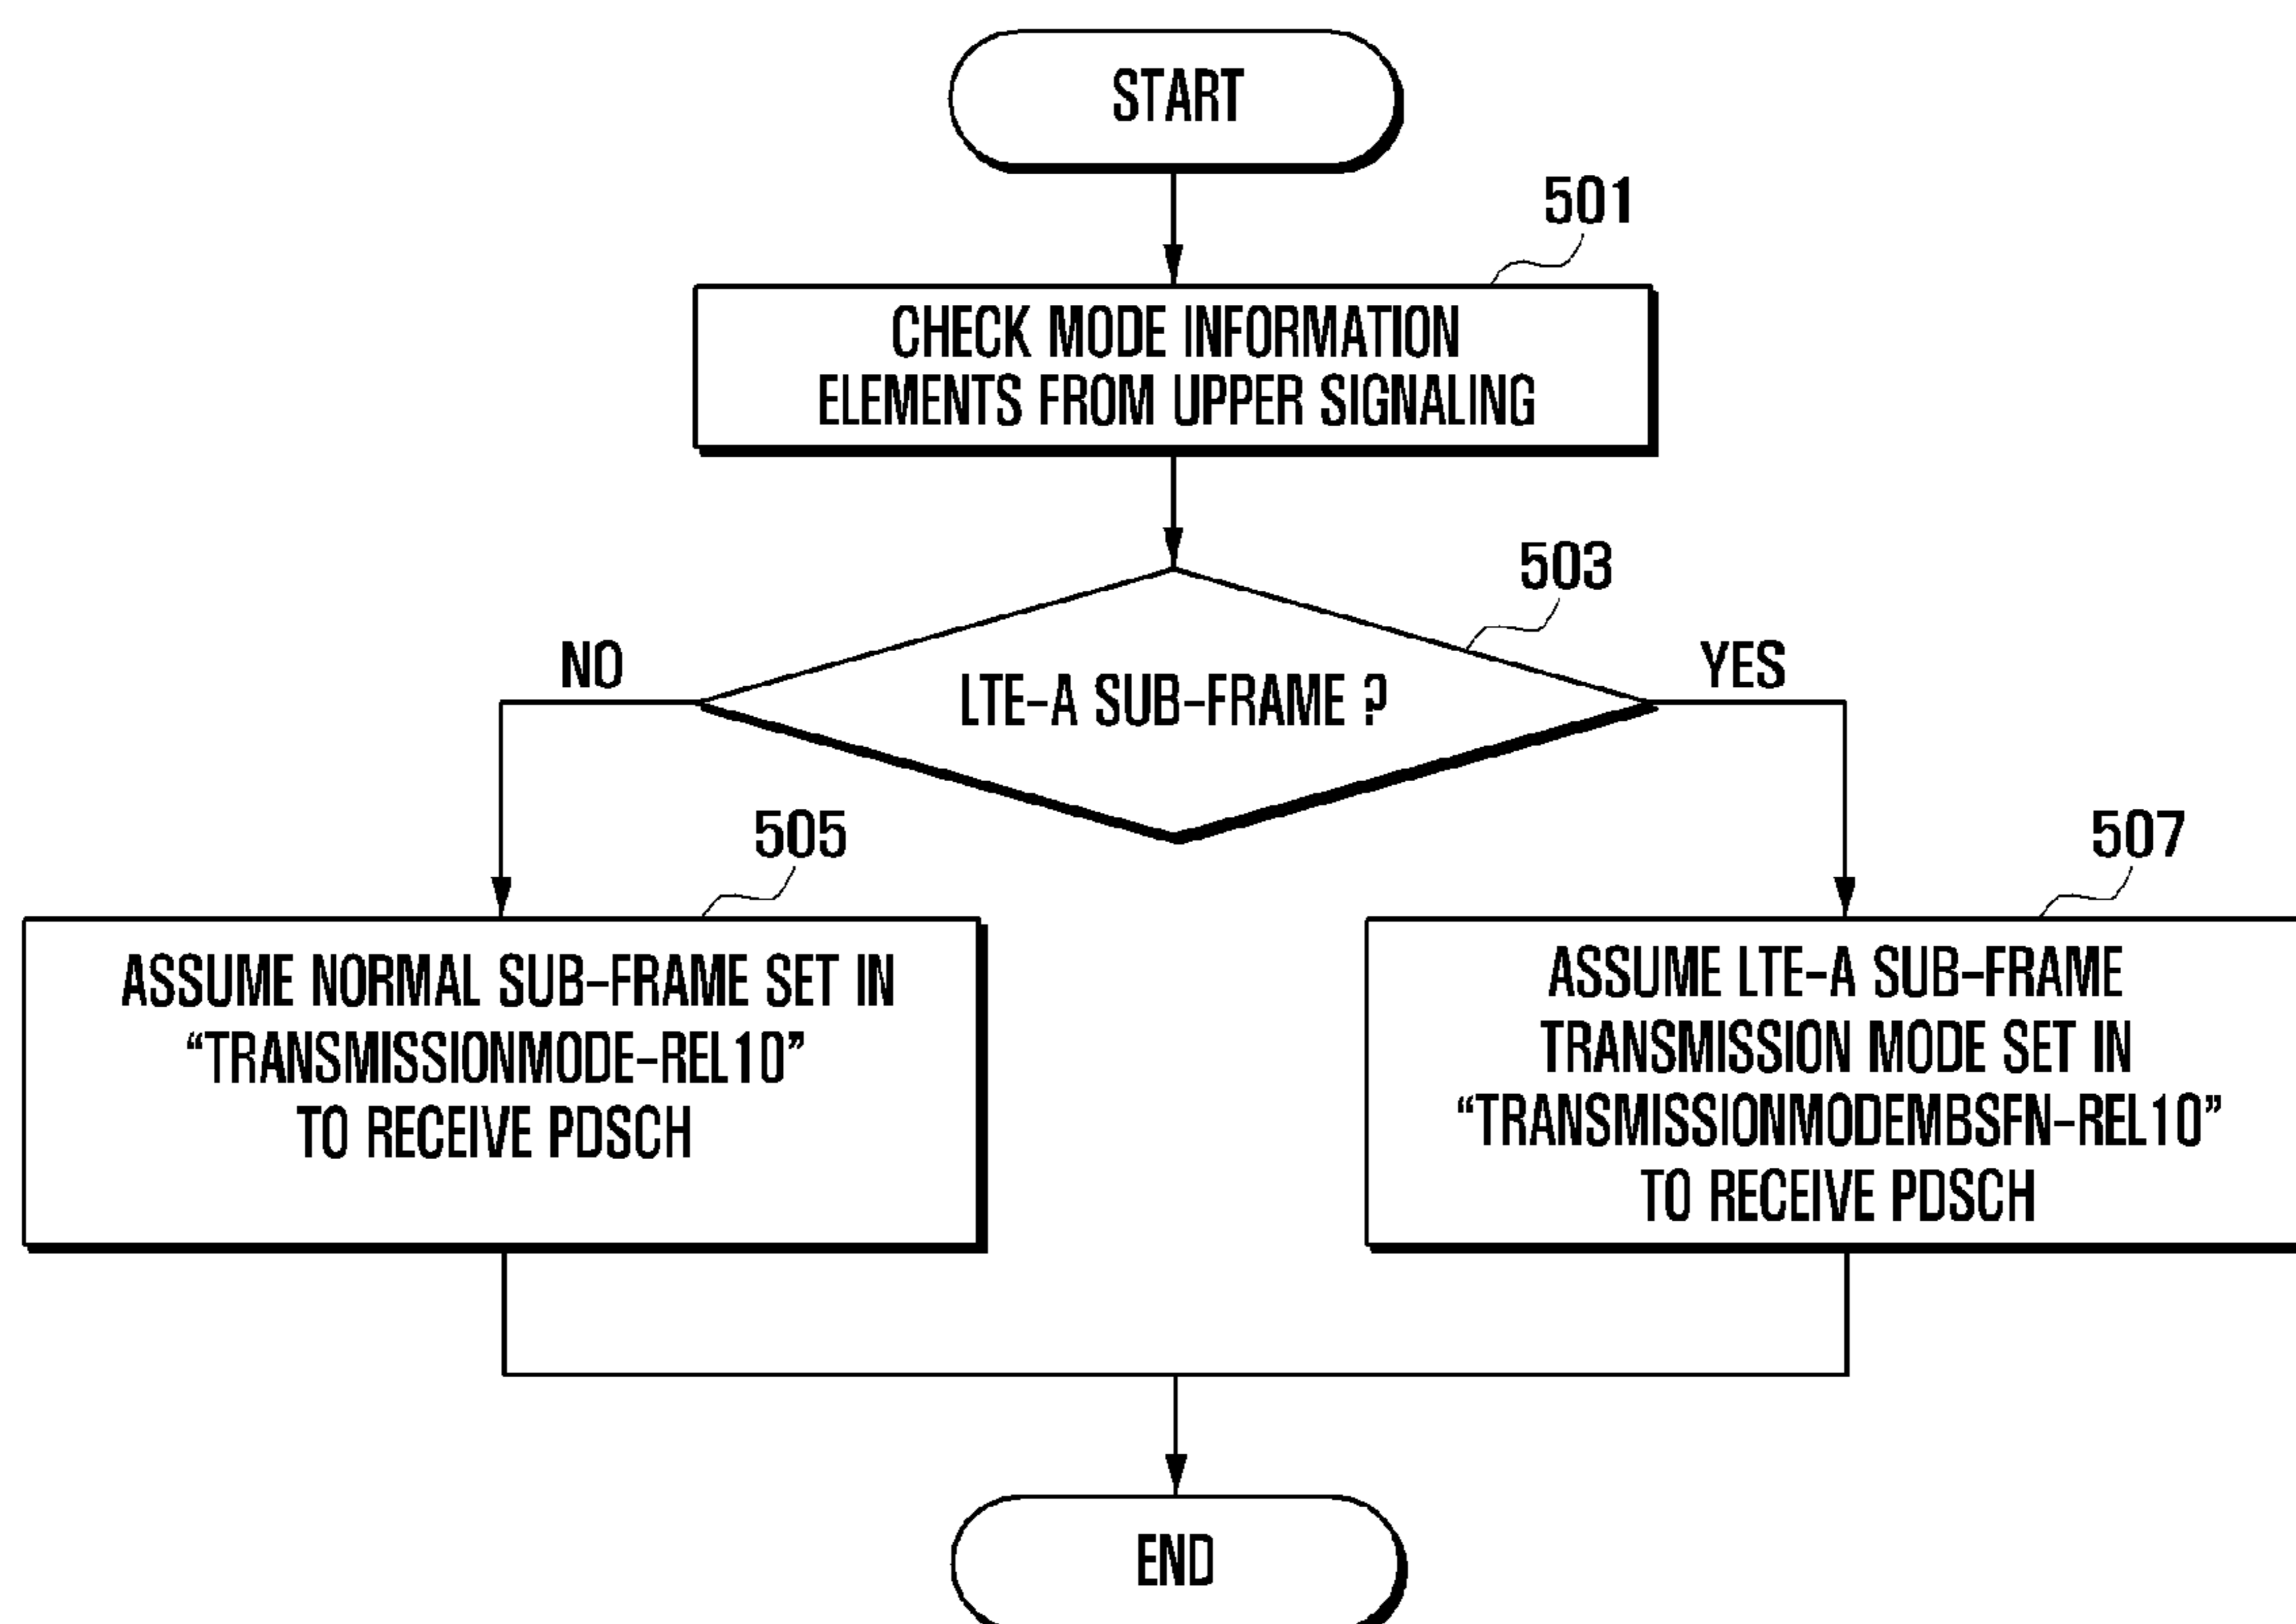 START
501
CHECK MODE INFORMATION
ELEMENTS FROM UPPER SIGNALING
503
NO
YES
LTE-A SUB-FRAME ?
505
507
ASSUME NORMAL SUB-FRAME SET IN
“TRANSMISSIONMODE-REL10”
TO RECEIVE PDSCH
ASSUME LTE-A SUB-FRAME
TRANSMISSION MODE SET IN
“TRANSMISSIONMODEMBSFN-REL10”
TO RECEIVE PDSCH
END